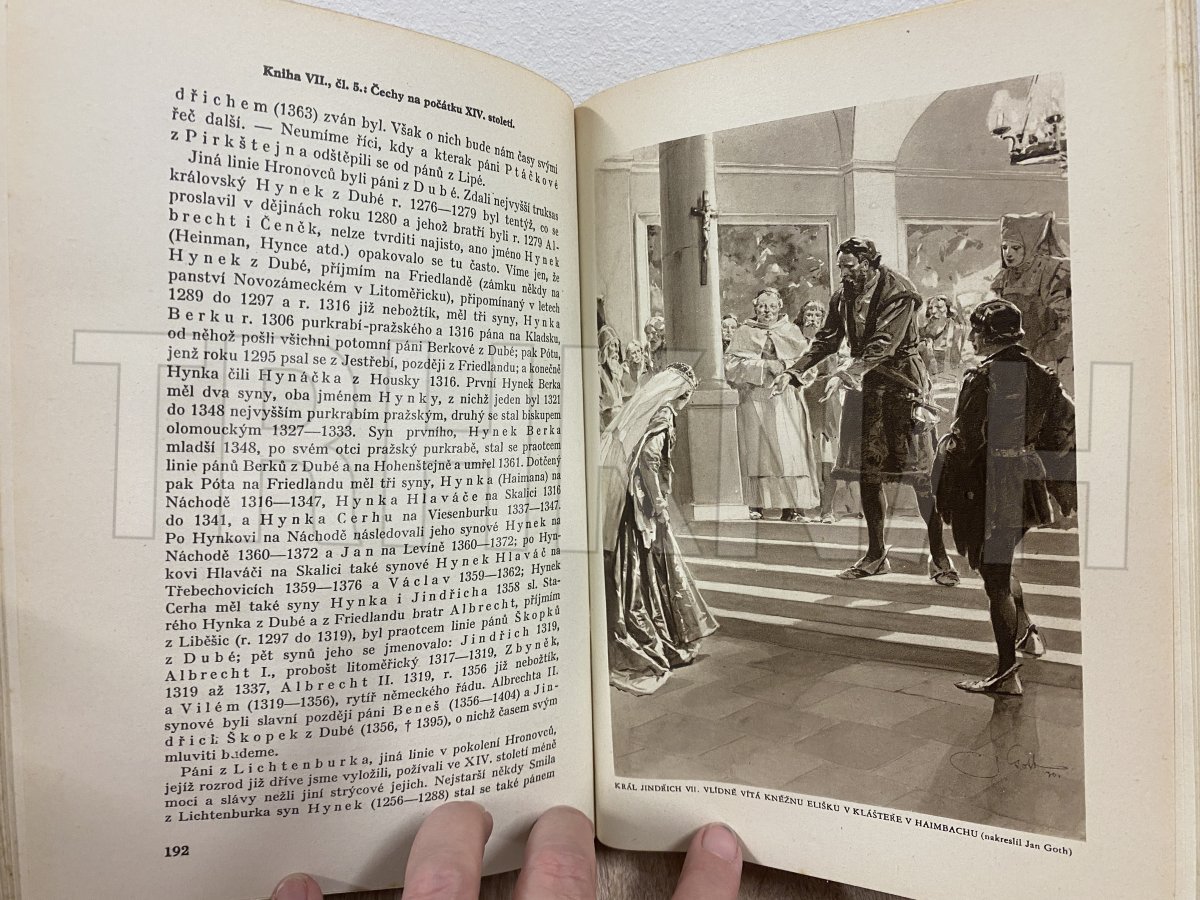 Kniha VII., čl. 5.: Čechy na počátku XIV. století.
dřichem (1363) zván byl. Však o nich bude nám časy svými
řeč další. — Neumíme říci, kdy a kterak páni Ptáčkové
z Pirkštejna odštěpili se od pánů z Lipé.
Jiná linie Hronovců byli páni z Dubé. Zdali nejvyšší truksas
královský Hynek z Dubé r. 1276—1279 byl tentýž, co se
proslavil v dějinách roku 1280 a jehož bratří byli r. 1279 Al-
brecht i Čenčk, nelze tvrditi najisto, ano jméno Hynek
(Heinman, Hynce atd.) opakovalo se tu často. Víme jen, že
Hynek z Dubé, příjmím na Friedlandě (zámku někdy na
panství Novozámeckém v Litoměřicku), připomínaný v letech
1289 do 1297 a r. 1316 již nebožtík, měl tři syny, Hynka
Berku r. 1306 purkrabí-pražského a 1316 pána na Kladsku,
od něhož pošli všichni potomní páni Berkové z Dubé; pak Pótu,
jenž roku 1295 psal se z Jestřebí, později z Friedlandu; a konečně
Hynka čili Hynáčka z Housky 1316. První Hynek Berka
měl dva syny, oba jménem Hynky, z nichž jeden byl 1321
do 1348 nejvyšším purkrabím pražským, druhý se stal biskupem
olomouckým 1327—1333. Syn prvního, Hynek Berka
mladší 1348, po svém otci pražský purkrabě, stal se praotcem
linie pánů Berků z Dubé a na Hohenštejně a umřel 1361. Dotčený
pak Póta na Friedlandu měl tři syny, Hynka (Haimana) na
Náchodě 1316—1347, Hynka Hlaváče na Skalici 1316
do 1341, a Hynka Cerhu na Viesenburku 1337—1347.
Po Hynkovi na Náchodě následovali jeho synové Hynek na
Náchodě 1360—1372 a Jan na Levíně 1360—1372; po Hyn-
kovi Hlaváči na Skalici také synové Hynek Hlaváč na
Třebechovicích 1359—1376 a Václav 1359—1362; Hynek
Cerha měl také syny Hynka i Jindřicha 1358 sl. Sta-
rého Hynka z Dubé a z Friedlandu bratr Albrecht, příjmím
z Liběšic (r. 1297 do 1319), byl praotcem linie pánů Škopků
z Dubé; pět synů jeho se jmenovalo: Jindřich 1319,
Albrecht I., probošt litoměřický 1317—1319, Zbyněk,
1319 až 1337, Albrecht II. 1319, r. 1356 již nebožtík,
a Vilém (1319—1356), rytíř německého řádu. Albrechta II.
synové byli slavní později páni Beneš (1356—1404) a Jin-
dřich Škopek z Dubé (1356, † 1395), o nichž časem svým
mluviti budeme.
Páni z Lichtenburka, jiná linie v pokolení Hronovců,
jejíž rozrod již dříve jsme vyložili, požívali ve XIV. století méně
moci a slávy nežli jiní strýcové jejich. Nejstarší někdy Smila
z Lichtenburka syn Hynek (1256—1288) stal se také pánem
192
KRÁL JINDŘICH VII. VLÍDNĚ VÍTÁ KNĚŽNU ELIŠKU V KLÁŠTEŘE V HAIMBACHU (nakreslil Jan Goth)
TRHKNIH